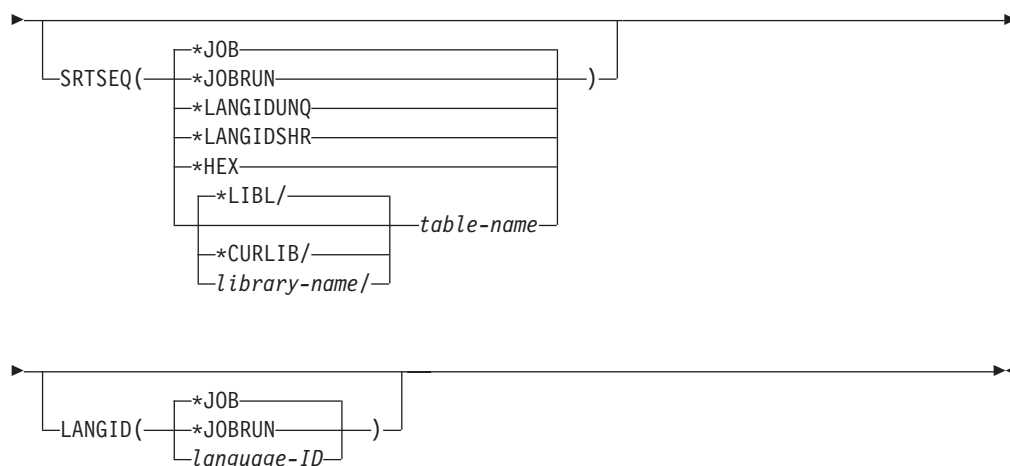 *JOB
SRTSEQ( *JOBRUN )
*LANGIDUNQ
*LANGIDSHR
*HEX
*LIBL/
table-name
*CURLIB/
library-name/
*JOB
LANGID( *JOBRUN )
language-ID